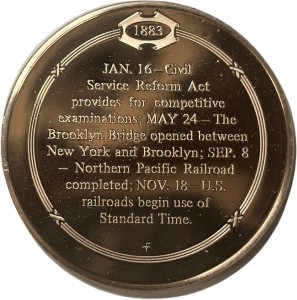 1883
JAN. 16—Civil
Service Reform Act
provides for competitive
examinations; MAY 24—The
Brooklyn Bridge opened between
New York and Brooklyn; SEP. 8
— Northern Pacific Railroad
completed; NOV. 18—U.S.
railroads begin use of
Standard Time.
f